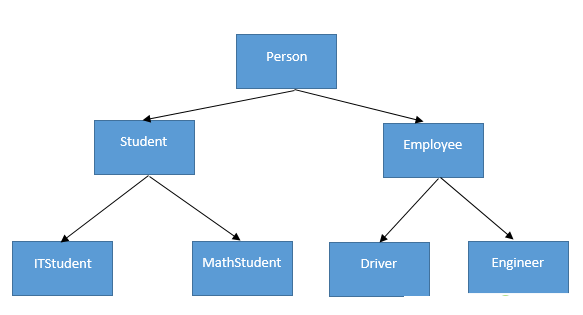 Person
Student
Employee
ITStudent
MathStudent
Driver
Engineer